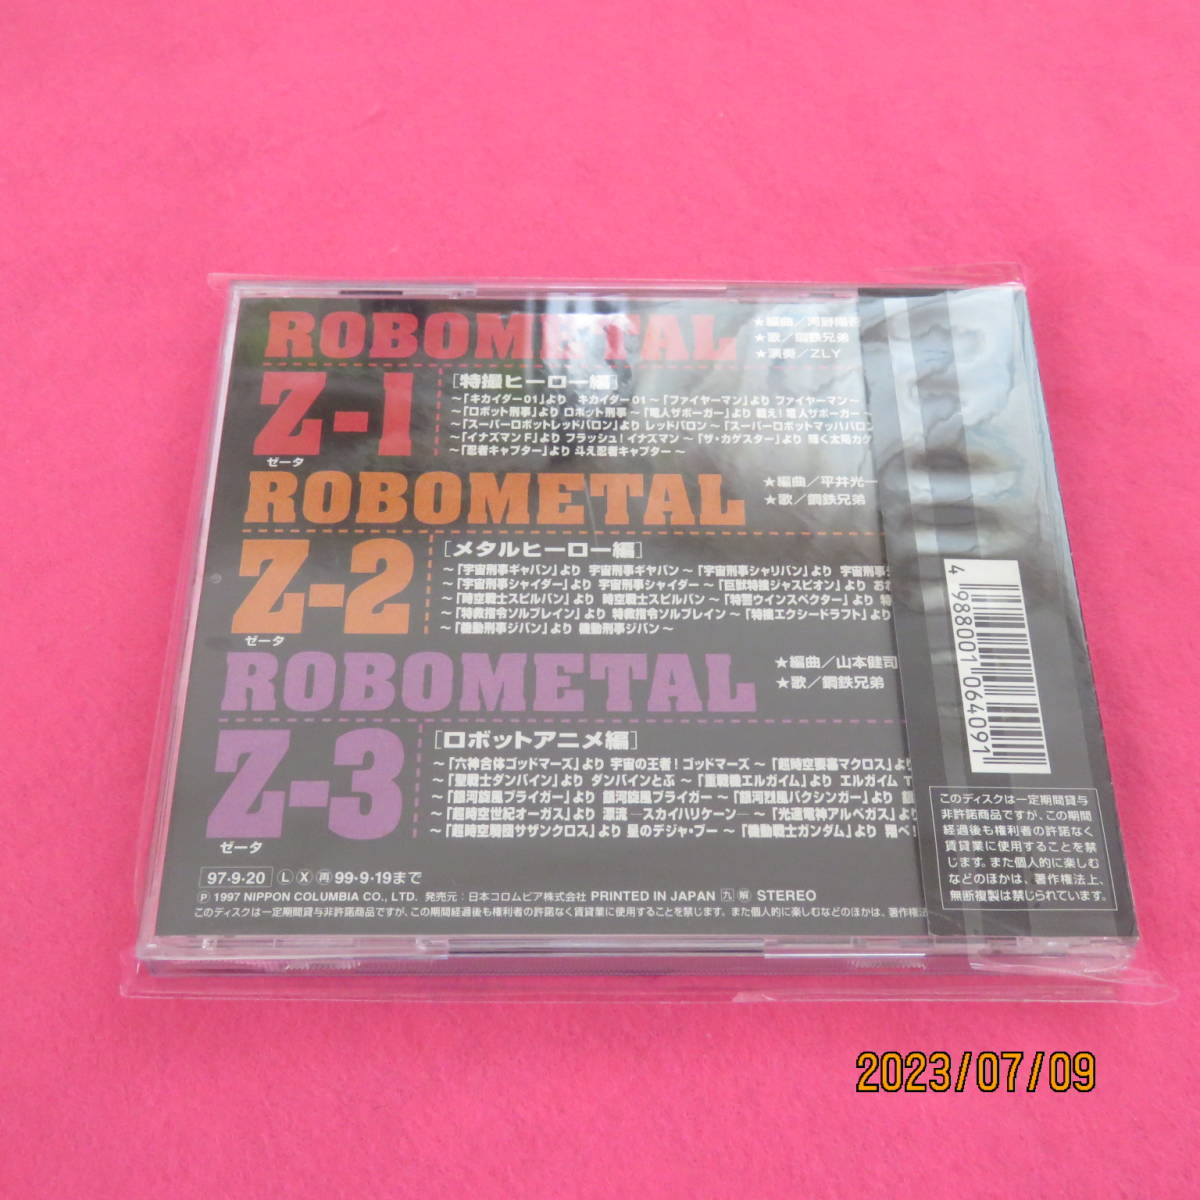 ROBOMETAL
★編曲／河野陽吾
★歌／鋼鉄兄弟
★演奏／ZLY
Z-1
ゼータ
[特撮ヒーロー編]
～「キカイダー01」より キカイダー01～「ファイヤーマン」より ファイヤーマン～
～「ロボット刑事」より ロボット刑事～「電人ザボーガー」より 戦え!電人ザボーガー～
～「スーパーロボットレッドバロン」より レッドバロン～「スーパーロボットマッハバロン
～「イナズマンF」より フラッシュ!イナズマン～「ザ・カゲスター」より 輝く太陽カゲ
～「忍者キャプター」より 斗え忍者キャプター～
ROBOMETAL
★編曲／平井光一
★歌／鋼鉄兄弟
Z-2
ゼータ
[メタルヒーロー編]
～「宇宙刑事ギャバン」より 宇宙刑事ギャバン～「宇宙刑事シャリバン」より 宇宙刑事
～「宇宙刑事シャイダー」より 宇宙刑事シャイダー～「巨獣特捜ジャスピオン」より おお
～「時空戦士スピルバン」より 時空戦士スピルバン～「特警ウインスペクター」より 特
～「特救指令ソルブレイン」より 特救指令ソルブレイン～「特捜エクシードラフト」より
～「機動刑事ジバン」より 機動刑事ジバン～
ROBOMETAL
★編曲／山本健司
★歌／鋼鉄兄弟
Z-3
ゼータ
[ロボットアニメ編]
～「六神合体ゴッドマーズ」より 宇宙の王者!ゴッドマーズ～「超時空要塞マクロス」より
～「聖戦士ダンバイン」より ダンバインとぶ～「重戦機エルガイム」より エルガイム T
～「銀河旋風ブライガー」より 銀河旋風ブライガー～「銀河烈風バクシンガー」より 銀
～「超時空世紀オーガス」より 漂流―スカイハリケーン―～「光速電神アルベガス」より
～「超時空騎団サザンクロス」より 星のデジャ・ブー～「機動戦士ガンダム」より 翔べ!
97・9・20 Ⓛ Ⓧ ㊢ 99・9・19まで
Ⓟ 1997 NIPPON COLUMBIA CO., LTD. 発売元：日本コロムビア株式会社 PRINTED IN JAPAN 九 解 STEREO
このディスクは一定期間貸与非許諾商品ですが、この期間経過後も権利者の許諾なく賃貸業に使用することを禁じます。また個人的に楽しむなどのほかは、著作権法
4 988001 064091
このディスクは一定期間貸与
非許諾商品ですが、この期間
経過後も権利者の許諾なく
賃貸業に使用することを禁
じます。また個人的に楽しむ
などのほかは、著作権法上、
無断複製は禁じられています。
2023/07/09